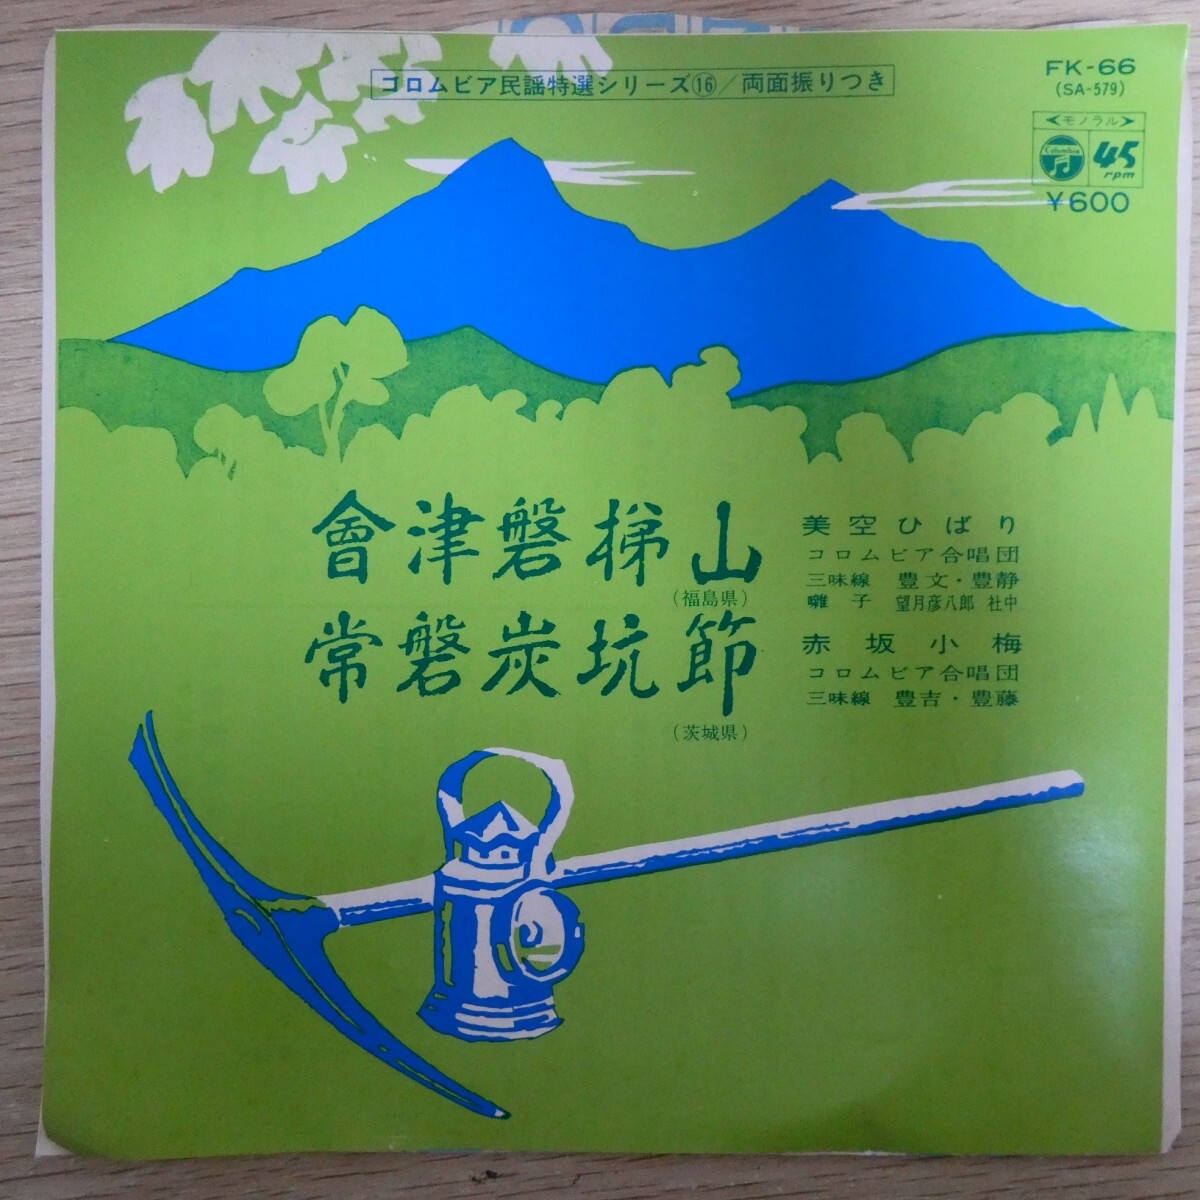 コロムビア民謡特選シリーズ⑯/両面振りつき
FK-66
(SA-579)
モノラル
Columbia
45
rpm
¥600
會津磐梯山
(福島県)
美空ひばり
コロムビア合唱団
三味線 豊文・豊静
囃子 望月彦八郎 社中
常磐炭坑節
(茨城県)
赤坂小梅
コロムビア合唱団
三味線 豊吉・豊藤